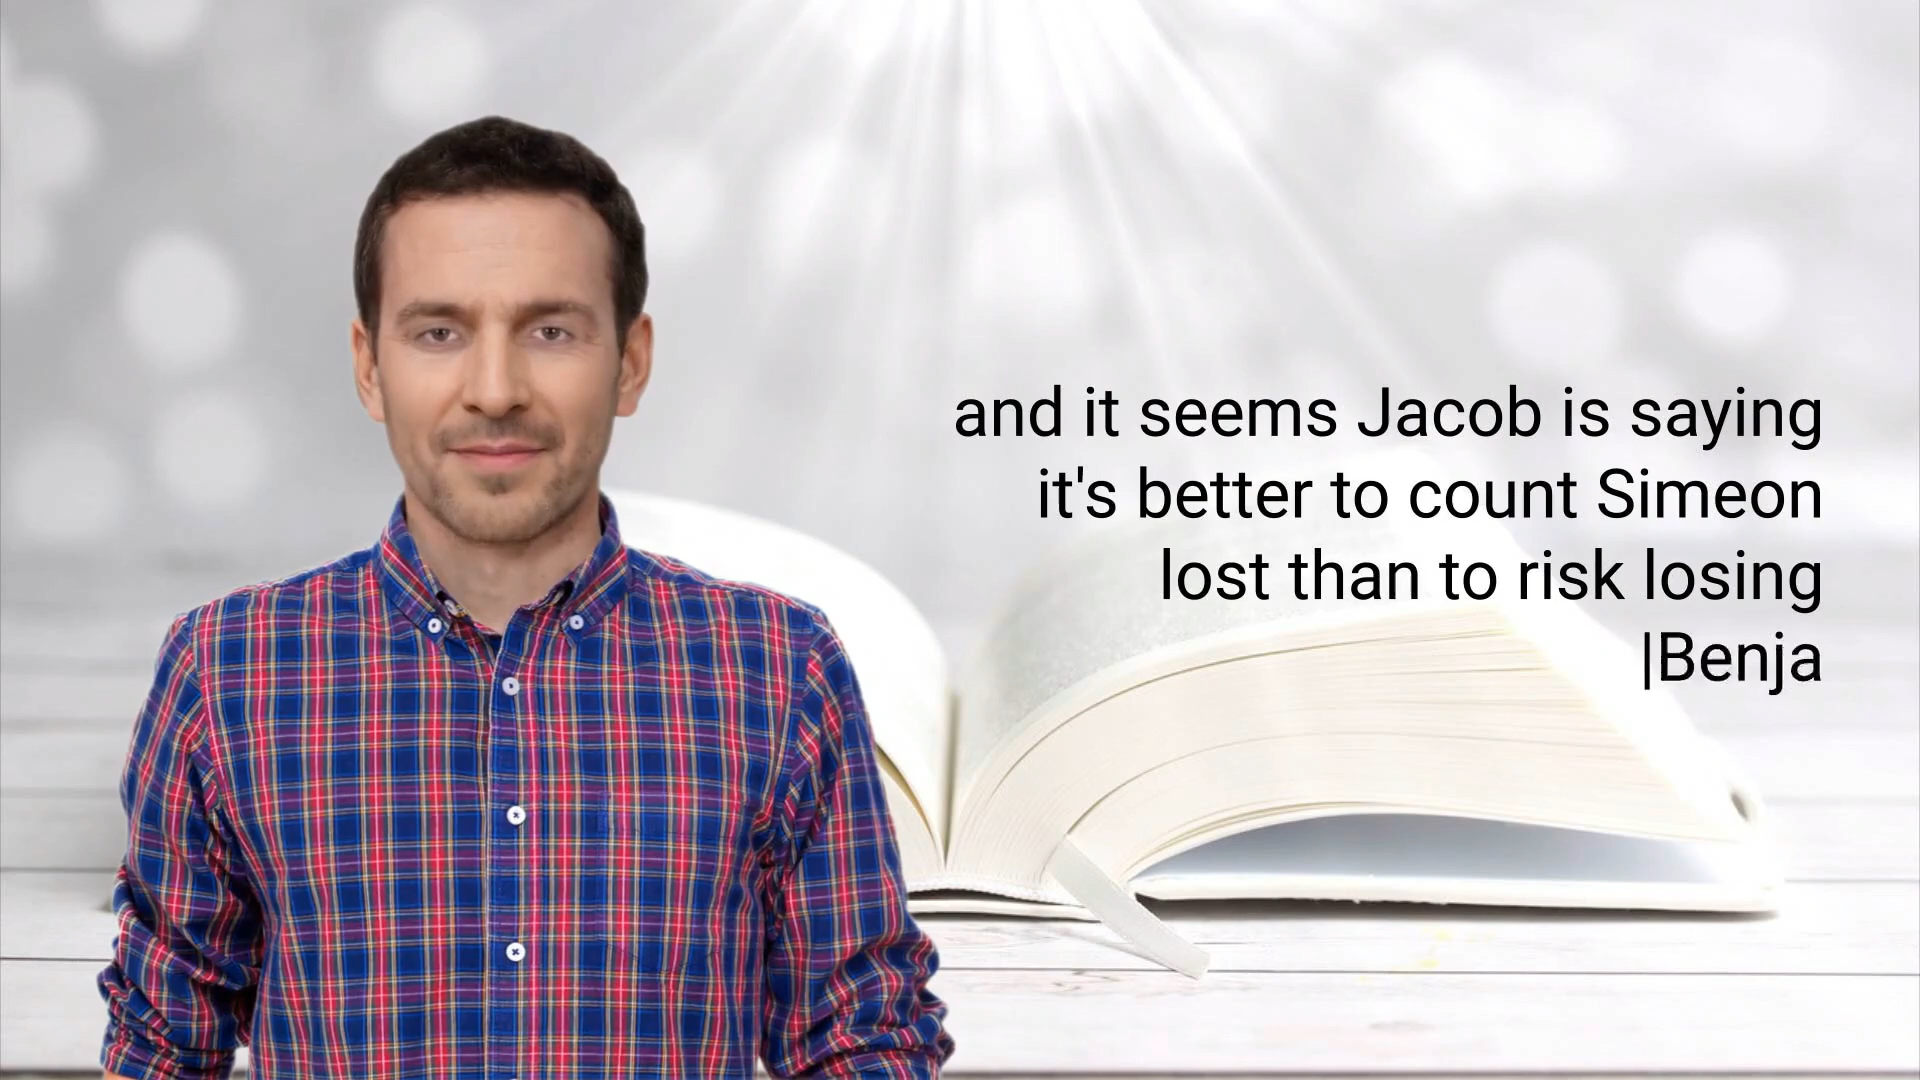 and it seems Jacob is saying
it's better to count Simeon
lost than to risk losing
|Benja